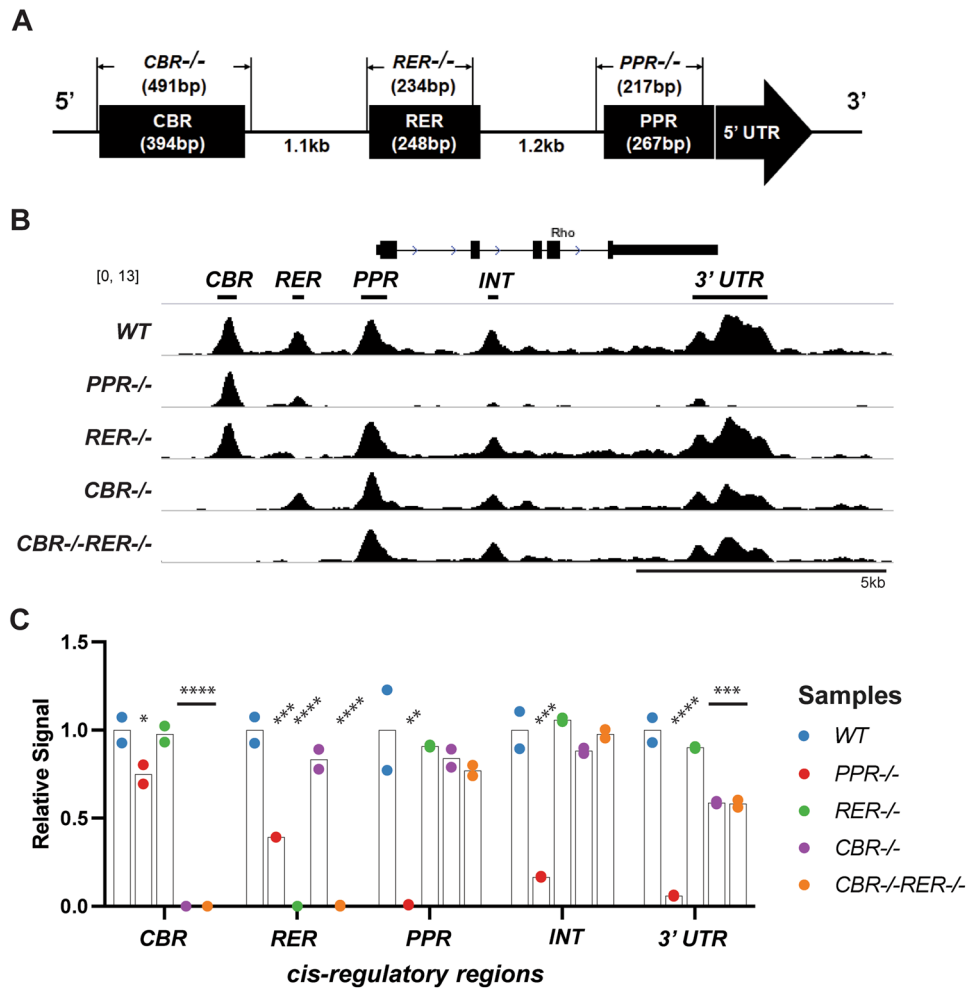 A
CBR-/- RER-/- PPR-/-
(491bp) (234bp) (217bp)
5’ 3’
CBR RER PPR 5’ UTR
(394bp) (248bp) (267bp)
1.1kb 1.2kb
B
Rho
[0, 13] CBR RER PPR INT 3’ UTR
WT
PPR-/-
RER-/-
CBR-/-
CBR-/-RER-/-
5kb
C
1.5
1.0
0.5
0.0
Relative Signal
* ****
*** **** ****
**
***
**** ***
CBR RER PPR INT 3’ UTR
cis-regulatory regions
Samples
WT
PPR-/-
RER-/-
CBR-/-
CBR-/-RER-/-